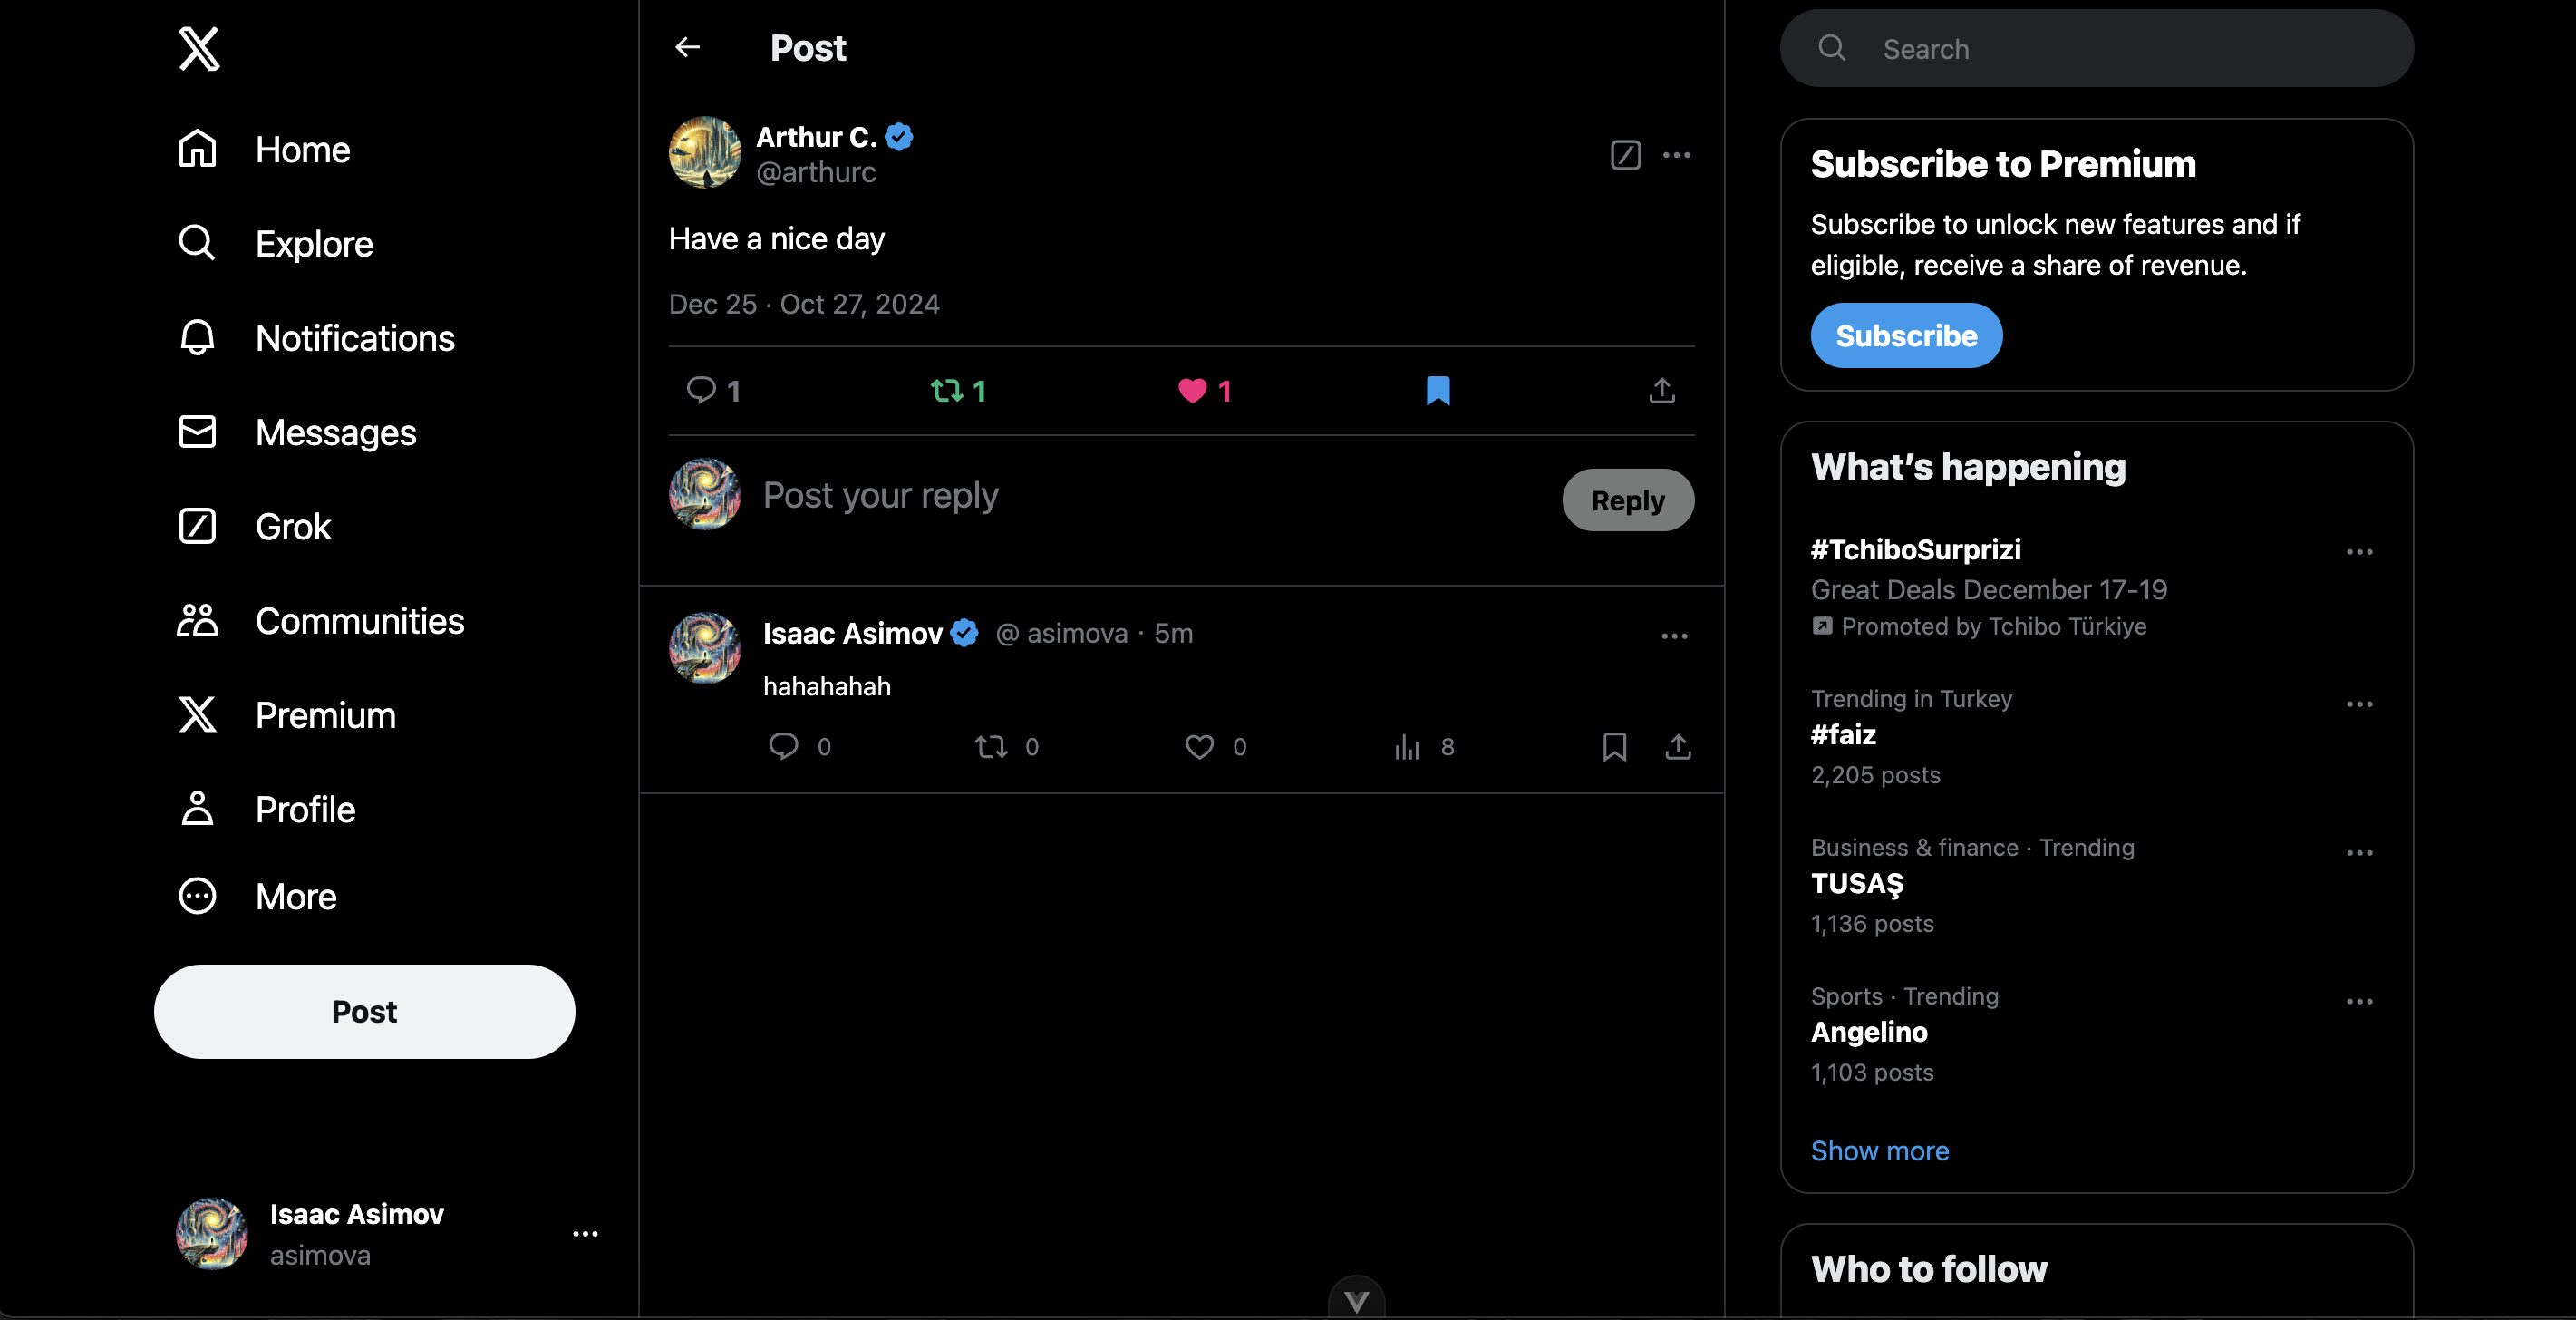 Home
Explore
Notifications
Messages
Grok
Communities
Premium
Profile
More
Post
Isaac Asimov
asimova
Post
Arthur C.
@arthurc
Have a nice day
Dec 25 · Oct 27, 2024
1 1 1
Post your reply
Reply
Isaac Asimov @ asimova · 5m
hahahahah
0 0 0 8
Search
Subscribe to Premium
Subscribe to unlock new features and if
eligible, receive a share of revenue.
Subscribe
What's happening
#TchiboSurprizi
Great Deals December 17-19
Promoted by Tchibo Türkiye
Trending in Turkey
#faiz
2,205 posts
Business & finance · Trending
TUSAŞ
1,136 posts
Sports · Trending
Angelino
1,103 posts
Show more
Who to follow